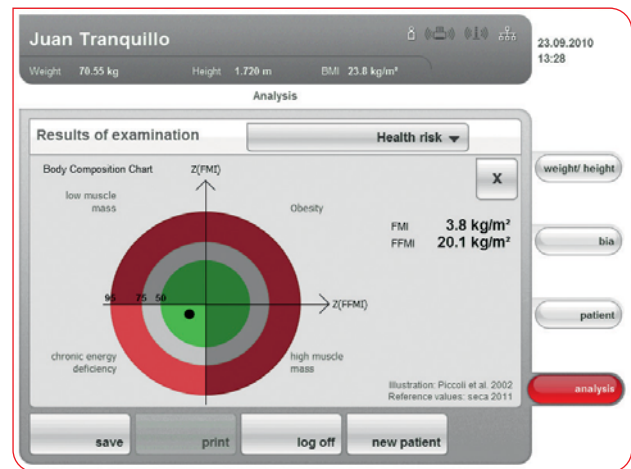 Juan Tranquillo
Weight 70.55 kg Height 1.720 m BMI 23.8 kg/m²
23.09.2010
13:28
Analysis
Results of examination
Health risk
Body Composition Chart
Z(FMI)
X
low muscle
mass
Obesity
FMI 3.8 kg/m²
FFMI 20.1 kg/m²
95 75 50
Z(FFMI)
chronic energy
deficiency
high muscle
mass
Illustration: Piccoli et al. 2002
Reference values: seca 2011
weight/ height
bia
patient
analysis
save
print
log off
new patient